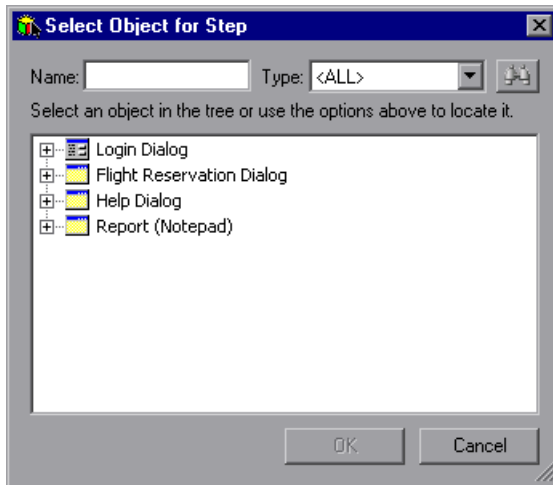 Select Object for Step
Name: Type: <ALL>
Select an object in the tree or use the options above to locate it.
Login Dialog
Flight Reservation Dialog
Help Dialog
Report (Notepad)
OK Cancel